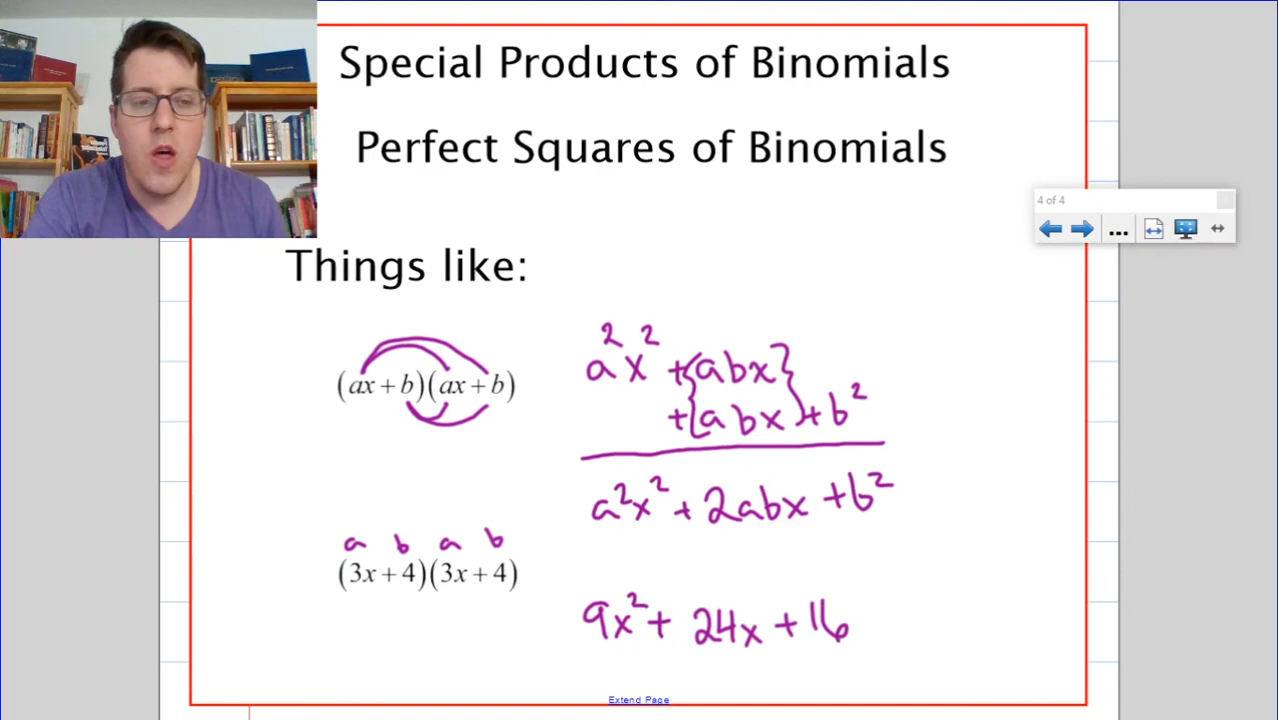 Special Products of Binomials
Perfect Squares of Binomials
4 of 4
...
Things like:
(ax + b)(ax + b)
a²x² + {abx}
+ {abx} + b²
a²x² + 2abx + b²
a b a b
(3x + 4)(3x + 4)
9x² + 24x + 16
Extend Page